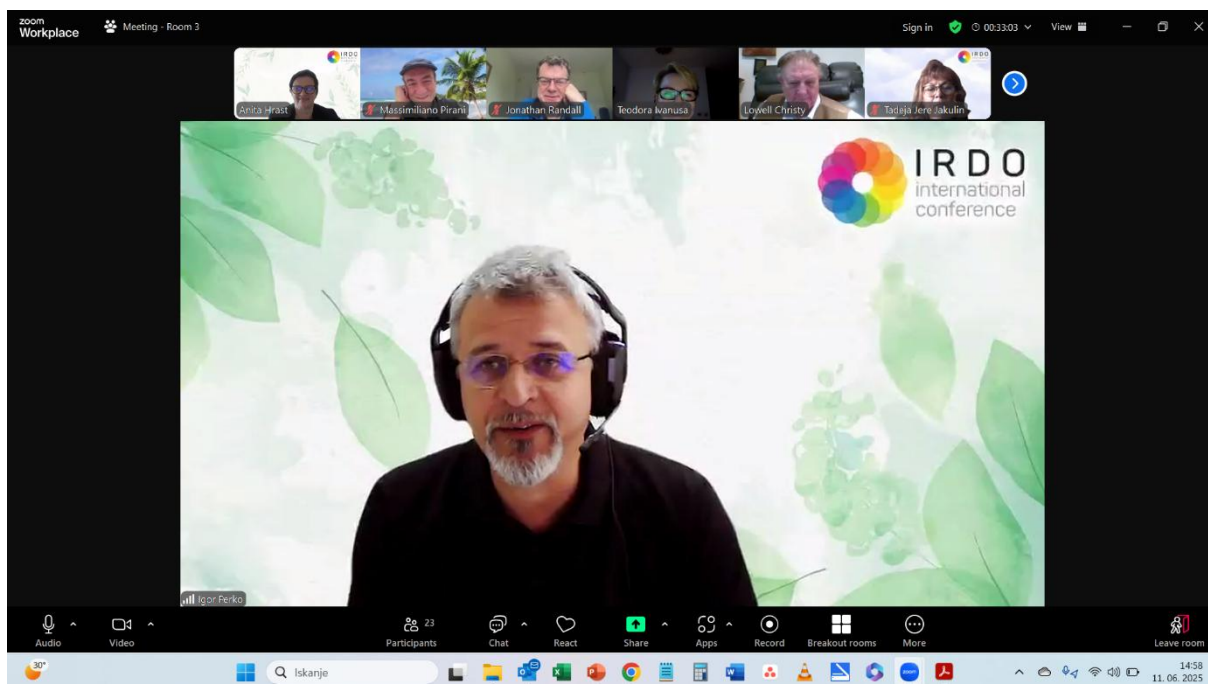 zoom
Workplace
Meeting - Room 3
Sign in
00:33:03
View
IRDO
IRDO
Anita Hrast
Massimiliano Pirani
Jonathan Randall
Teodora Ivanusa
Lowell Christy
Tadeja Jere Jakulin
IRDO
international
conference
Igor Perko
Audio
Video
Participants
23
Chat
React
Share
Apps
Record
Breakout rooms
More
Leave room
30°
Iskanje
14:58
11. 06. 2025